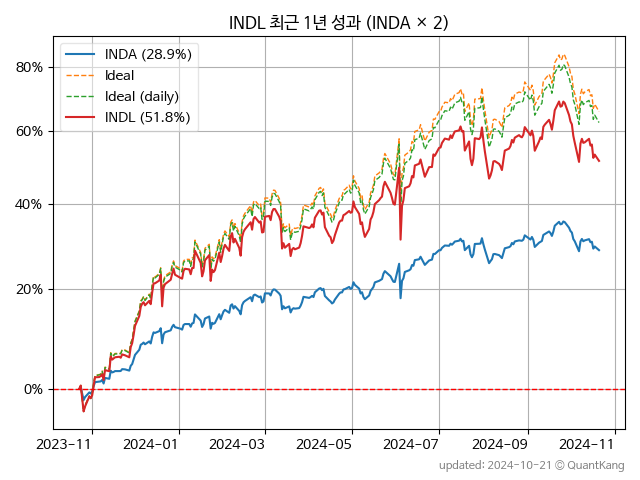 INDL 최근 1년 성과 (INDA × 2)
INDA (28.9%)
Ideal
Ideal (daily)
INDL (51.8%)
80%
60%
40%
20%
0%
2023-11 2024-01 2024-03 2024-05 2024-07 2024-09 2024-11
updated: 2024-10-21 © QuantKang